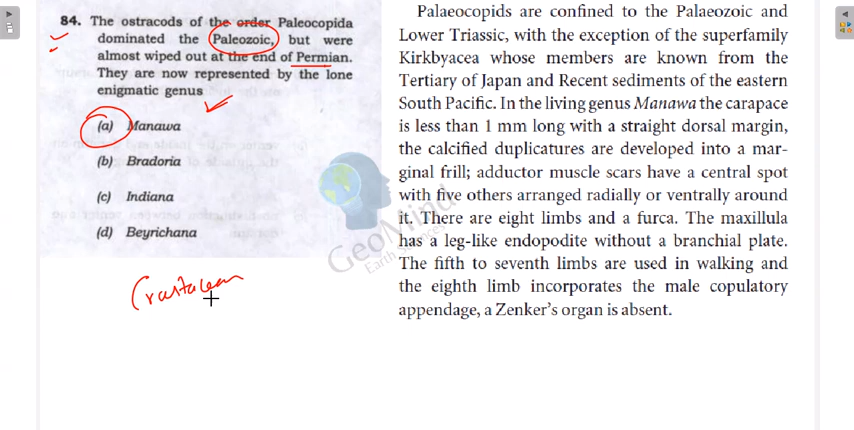 84. The ostracods of the order Paleocopida
dominated the Paleozoic, but were
almost wiped out at the end of Permian.
They are now represented by the lone
enigmatic genus
(a) Manawa
(b) Bradoria
(c) Indiana
(d) Beyrichana
Crustacean
Palaeocopids are confined to the Palaeozoic and
Lower Triassic, with the exception of the superfamily
Kirkbyacea whose members are known from the
Tertiary of Japan and Recent sediments of the eastern
South Pacific. In the living genus Manawa the carapace
is less than 1 mm long with a straight dorsal margin,
the calcified duplicatures are developed into a mar-
ginal frill; adductor muscle scars have a central spot
with five others arranged radially or ventrally around
it. There are eight limbs and a furca. The maxillula
has a leg-like endopodite without a branchial plate.
The fifth to seventh limbs are used in walking and
the eighth limb incorporates the male copulatory
appendage, a Zenker's organ is absent.
GeoMind
Earth Sciences